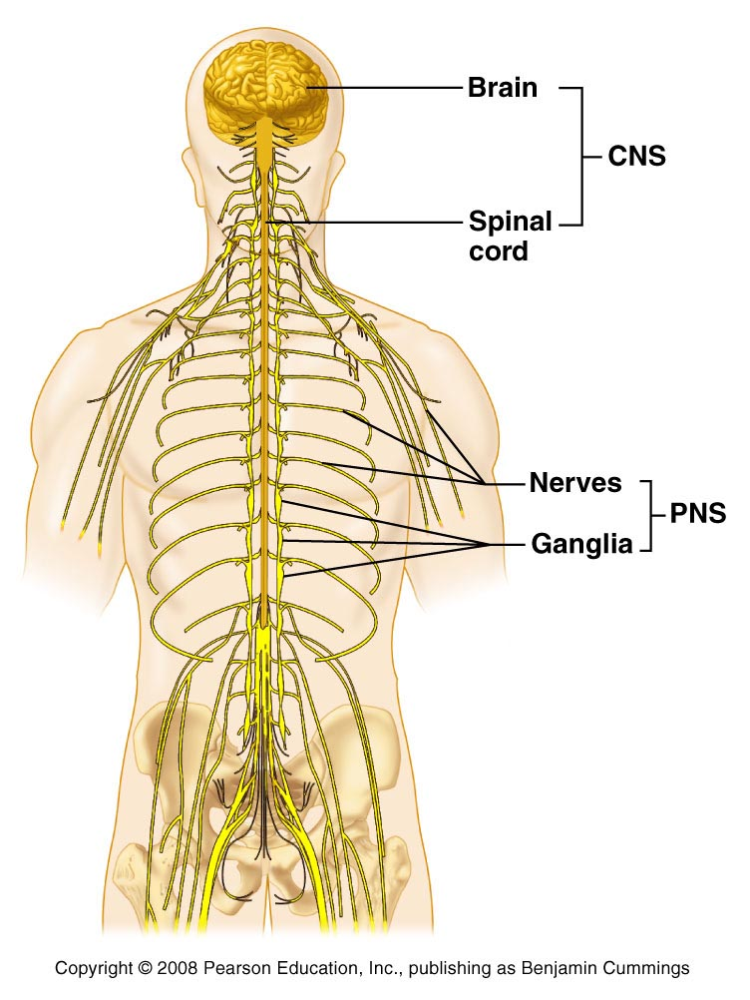 Brain
CNS
Spinal
cord
Nerves
PNS
Ganglia
Copyright © 2008 Pearson Education, Inc., publishing as Benjamin Cummings